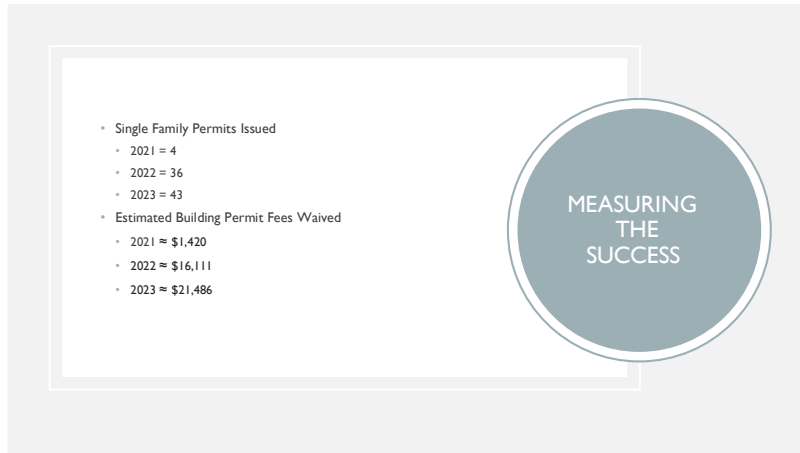 • Single Family Permits Issued
• 2021 = 4
• 2022 = 36
• 2023 = 43
• Estimated Building Permit Fees Waived
• 2021 ≈ $1,420
• 2022 ≈ $16,111
• 2023 ≈ $21,486
MEASURING
THE
SUCCESS